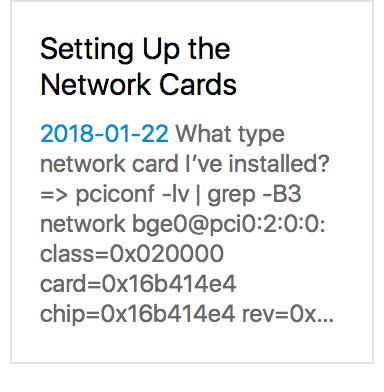 Setting Up the
Network Cards
2018-01-22 What type
network card I’ve installed?
=> pciconf -lv | grep -B3
network bge0@pci0:2:0:0:
class=0x020000
card=0x16b414e4
chip=0x16b414e4 rev=0x...